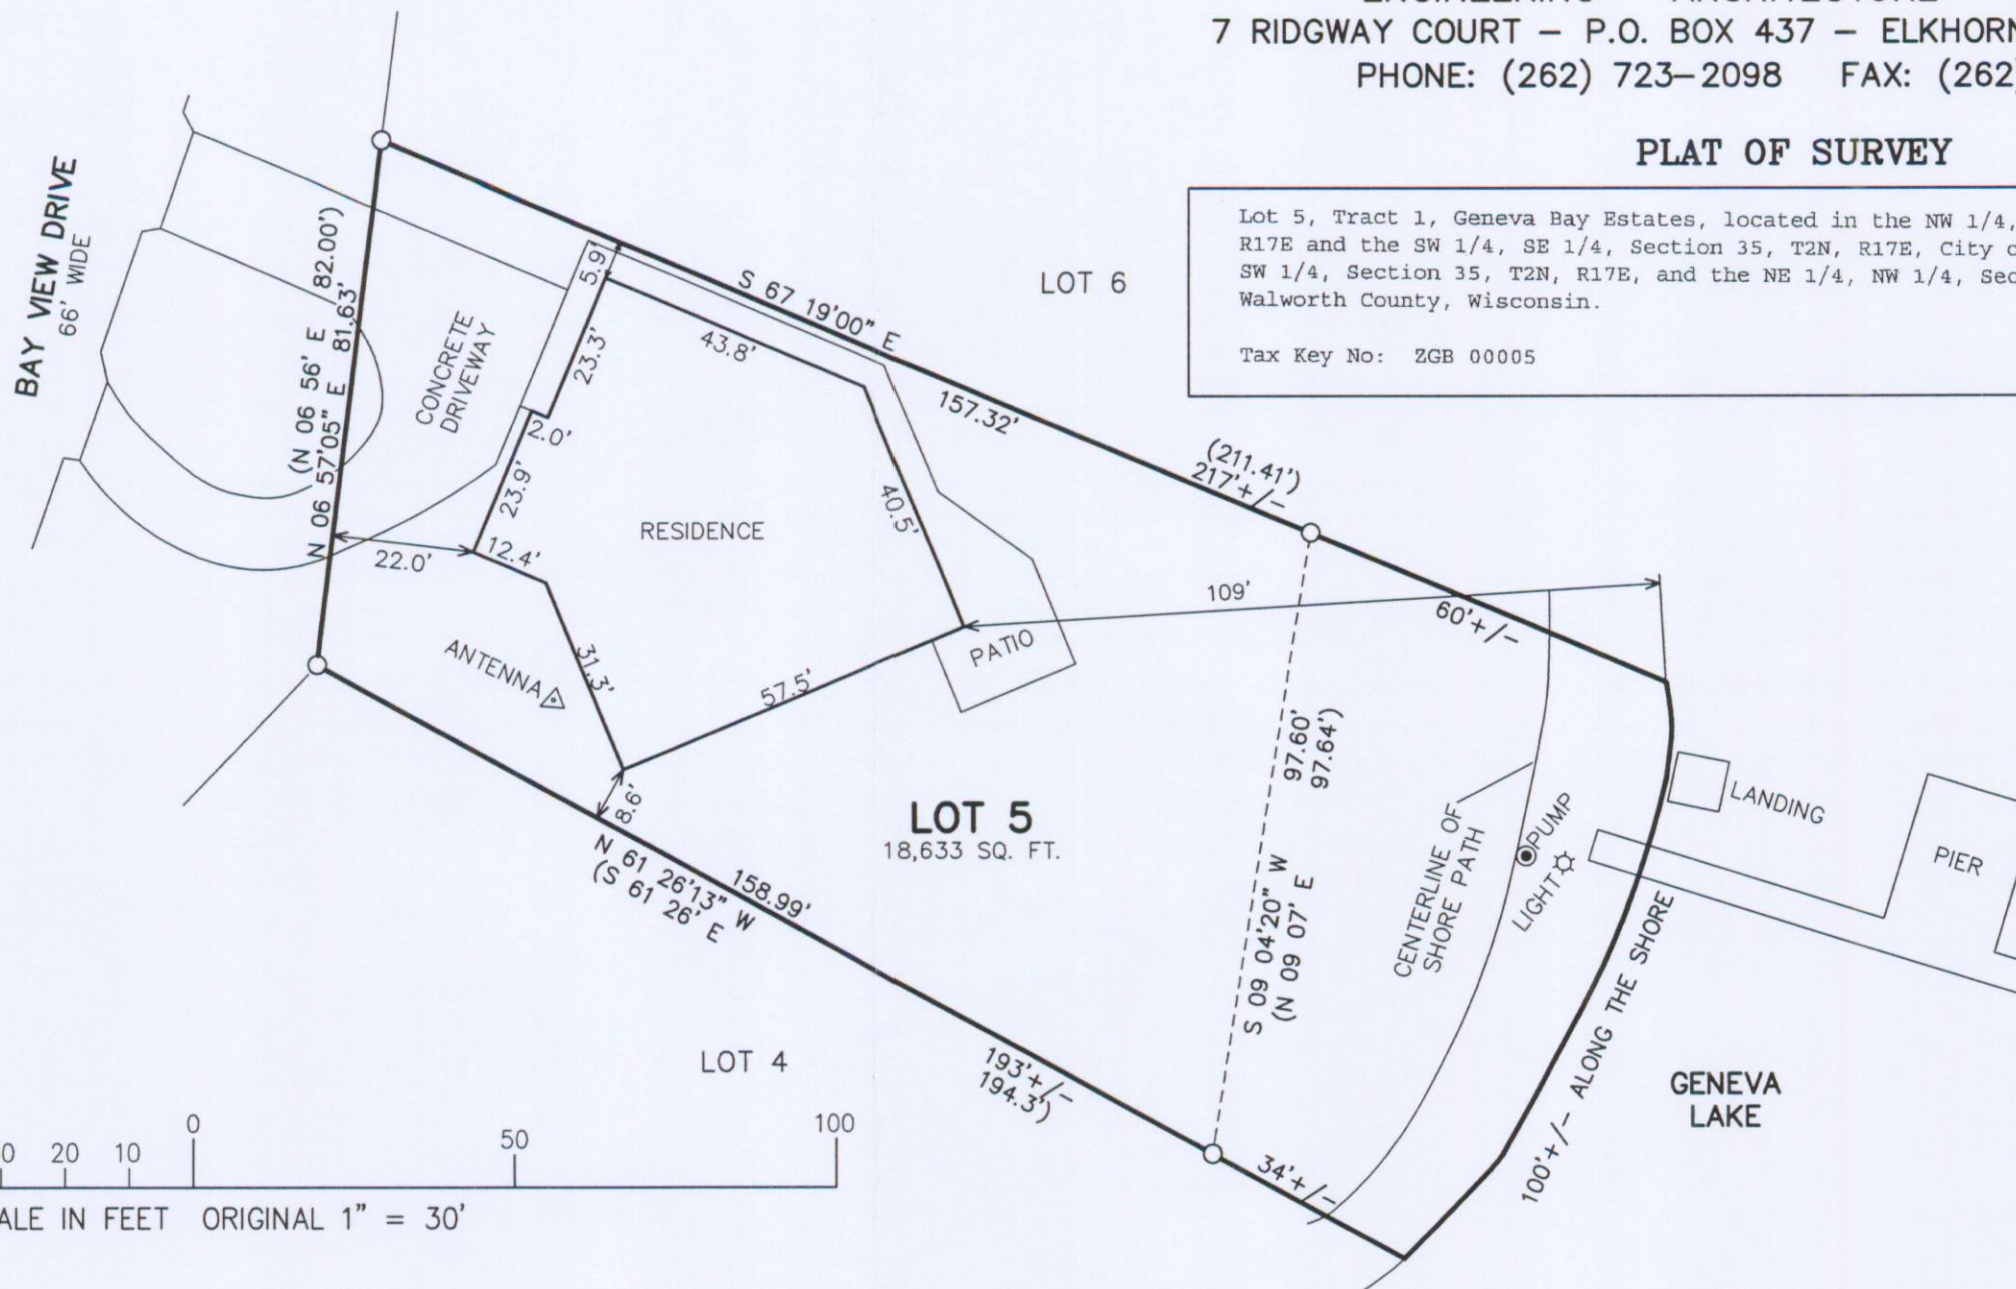 7 RIDGWAY COURT – P.O. BOX 437 – ELKHORN
PHONE: (262) 723–2098 FAX: (262)
PLAT OF SURVEY
Lot 5, Tract 1, Geneva Bay Estates, located in the NW 1/4,
R17E and the SW 1/4, SE 1/4, Section 35, T2N, R17E, City o
SW 1/4, Section 35, T2N, R17E, and the NE 1/4, NW 1/4, Sec
Walworth County, Wisconsin.
Tax Key No: ZGB 00005
BAY VIEW DRIVE
66' WIDE
(N 06 56' E 82.00')
N 06 57'05" E 81.63'
CONCRETE
DRIVEWAY
5.9'
23.3'
43.8'
S 67 19'00" E
157.32'
LOT 6
2.0'
23.9'
RESIDENCE
40.5'
(211.41')
217'+/-
22.0'
12.4'
109'
60'+/-
ANTENNA
31.3'
57.5'
PATIO
8.6'
LOT 5
18,633 SQ. FT.
S 09 04'20" W 97.60'
(N 09 07' E 97.64')
CENTERLINE OF
SHORE PATH
PUMP
LIGHT
LANDING
PIER
N 61 26'13" W
(S 61 26' E
158.99'
193'+/-
194.3')
34'+/-
100'+/- ALONG THE SHORE
GENEVA
LAKE
LOT 4
0 20 10 0 50 100
ALE IN FEET ORIGINAL 1" = 30'